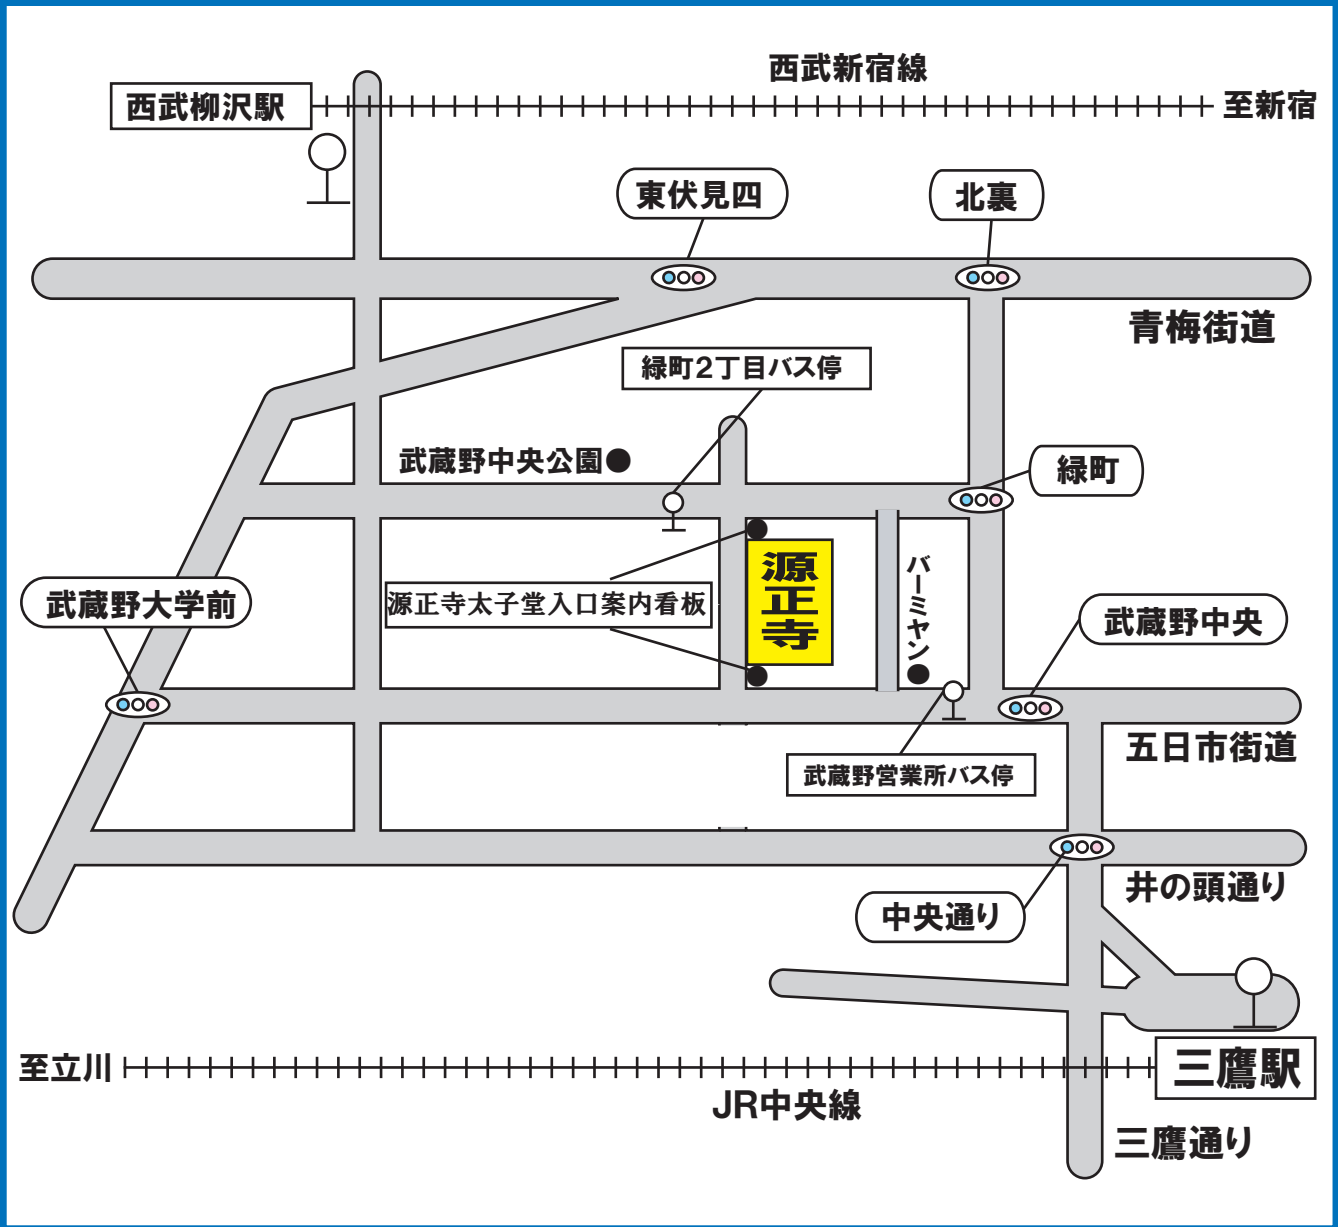 西武新宿線
西武柳沢駅
至新宿
東伏見四
北裏
青梅街道
緑町2丁目バス停
武蔵野中央公園
緑町
源正寺
バーミヤン
武蔵野大学前
源正寺太子堂入口案内看板
武蔵野中央
五日市街道
武蔵野営業所バス停
井の頭通り
中央通り
至立川
三鷹駅
JR中央線
三鷹通り